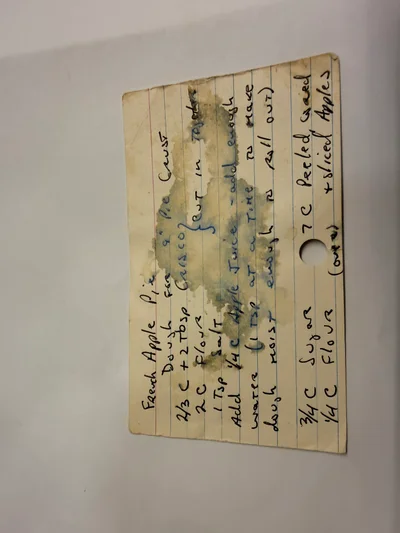 French Apple Pie
Dough for Pie Crust
2/3 C + 2 Tbsp Crisco }
2 C Flour } cut in together
1 Tsp Salt
Add 1/4 C Apple Juice - add enough
water (1 Tsp at a time to make
dough moist enough to roll out)
3/4 C Sugar 7 C Peeled Cored
1/4 C Flour (over) + sliced Apples